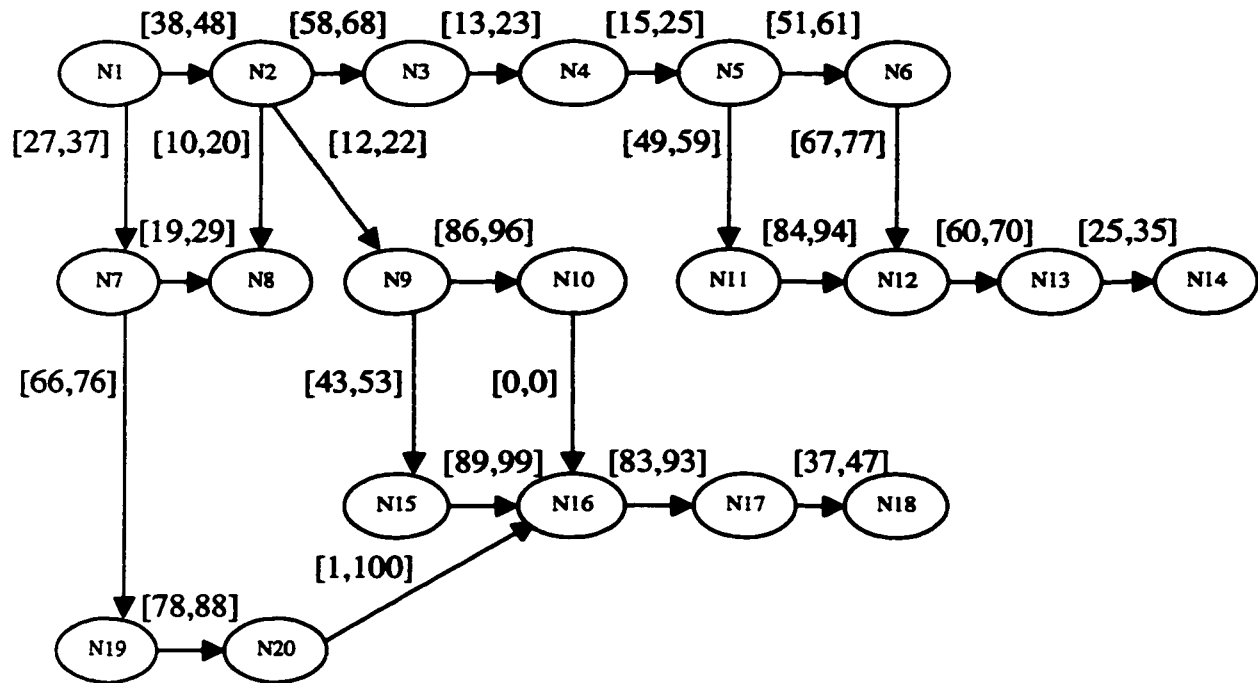 [38,48] [58,68] [13,23] [15,25] [51,61]
N1 N2 N3 N4 N5 N6
[27,37] [10,20] [12,22] [49,59] [67,77]
[19,29] [86,96] [84,94] [60,70] [25,35]
N7 N8 N9 N10 N11 N12 N13 N14
[66,76] [43,53] [0,0]
[89,99] [83,93] [37,47]
N15 N16 N17 N18
[1,100]
[78,88]
N19 N20